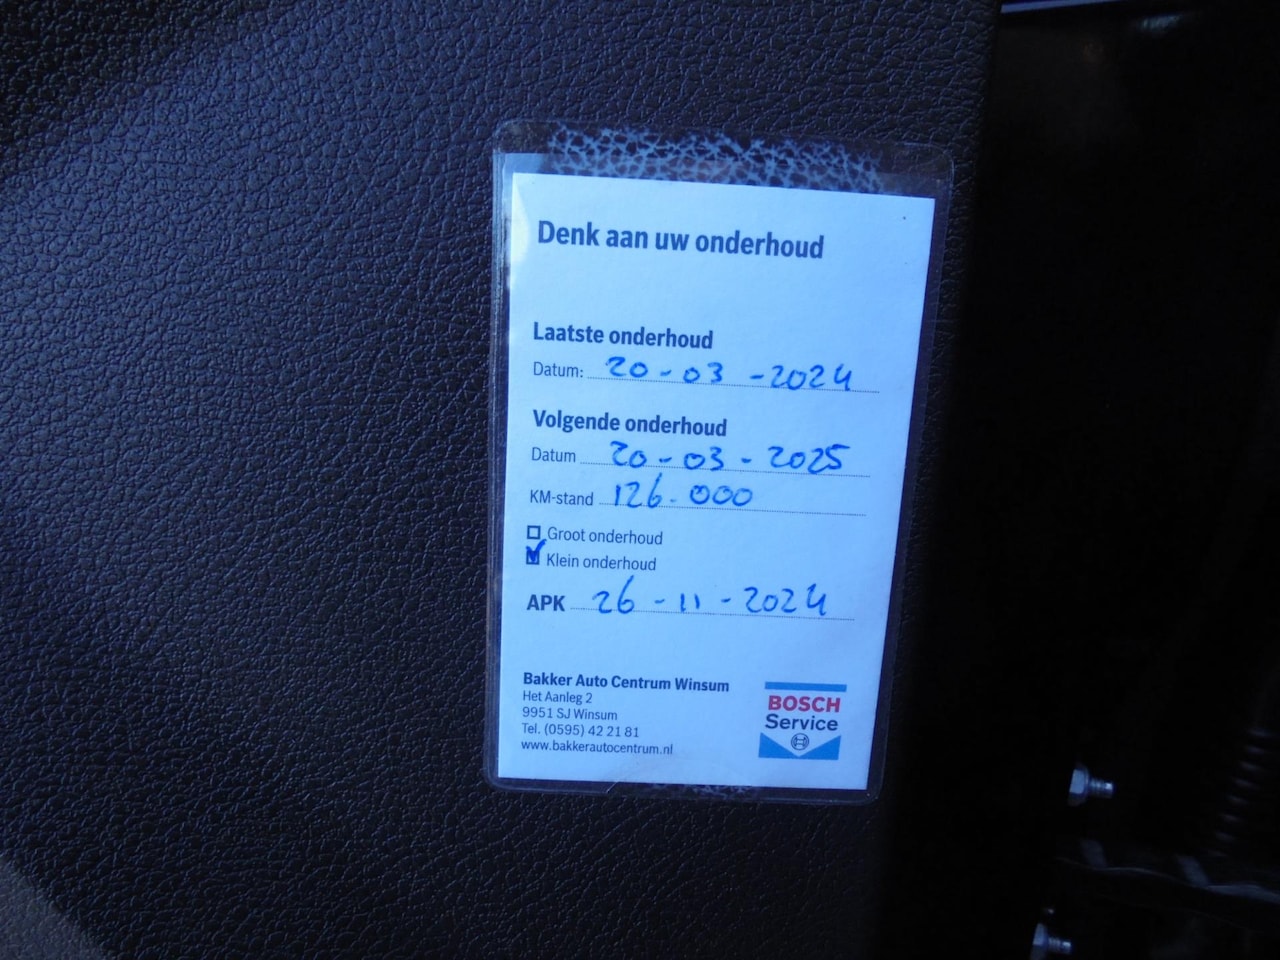 Denk aan uw onderhoud
Laatste onderhoud
Datum: 20-03-2024
Volgende onderhoud
Datum 20-03-2025
KM-stand 126.000
Groot onderhoud
Klein onderhoud
APK 26-11-2024
Bakker Auto Centrum Winsum
Het Aanleg 2
9951 SJ Winsum
Tel. (0595) 42 21 81
www.bakkerautocentrum.nl
BOSCH
Service